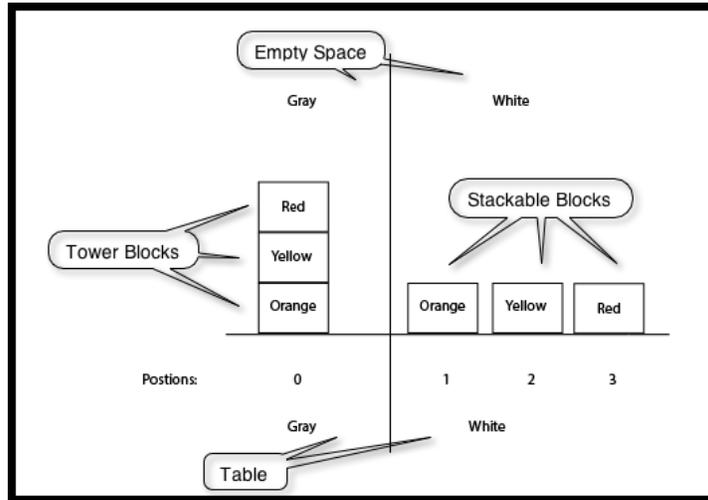 Empty Space
Gray White
Red
Stackable Blocks
Tower Blocks
Yellow
Orange Orange Yellow Red
Postions: 0 1 2 3
Gray White
Table